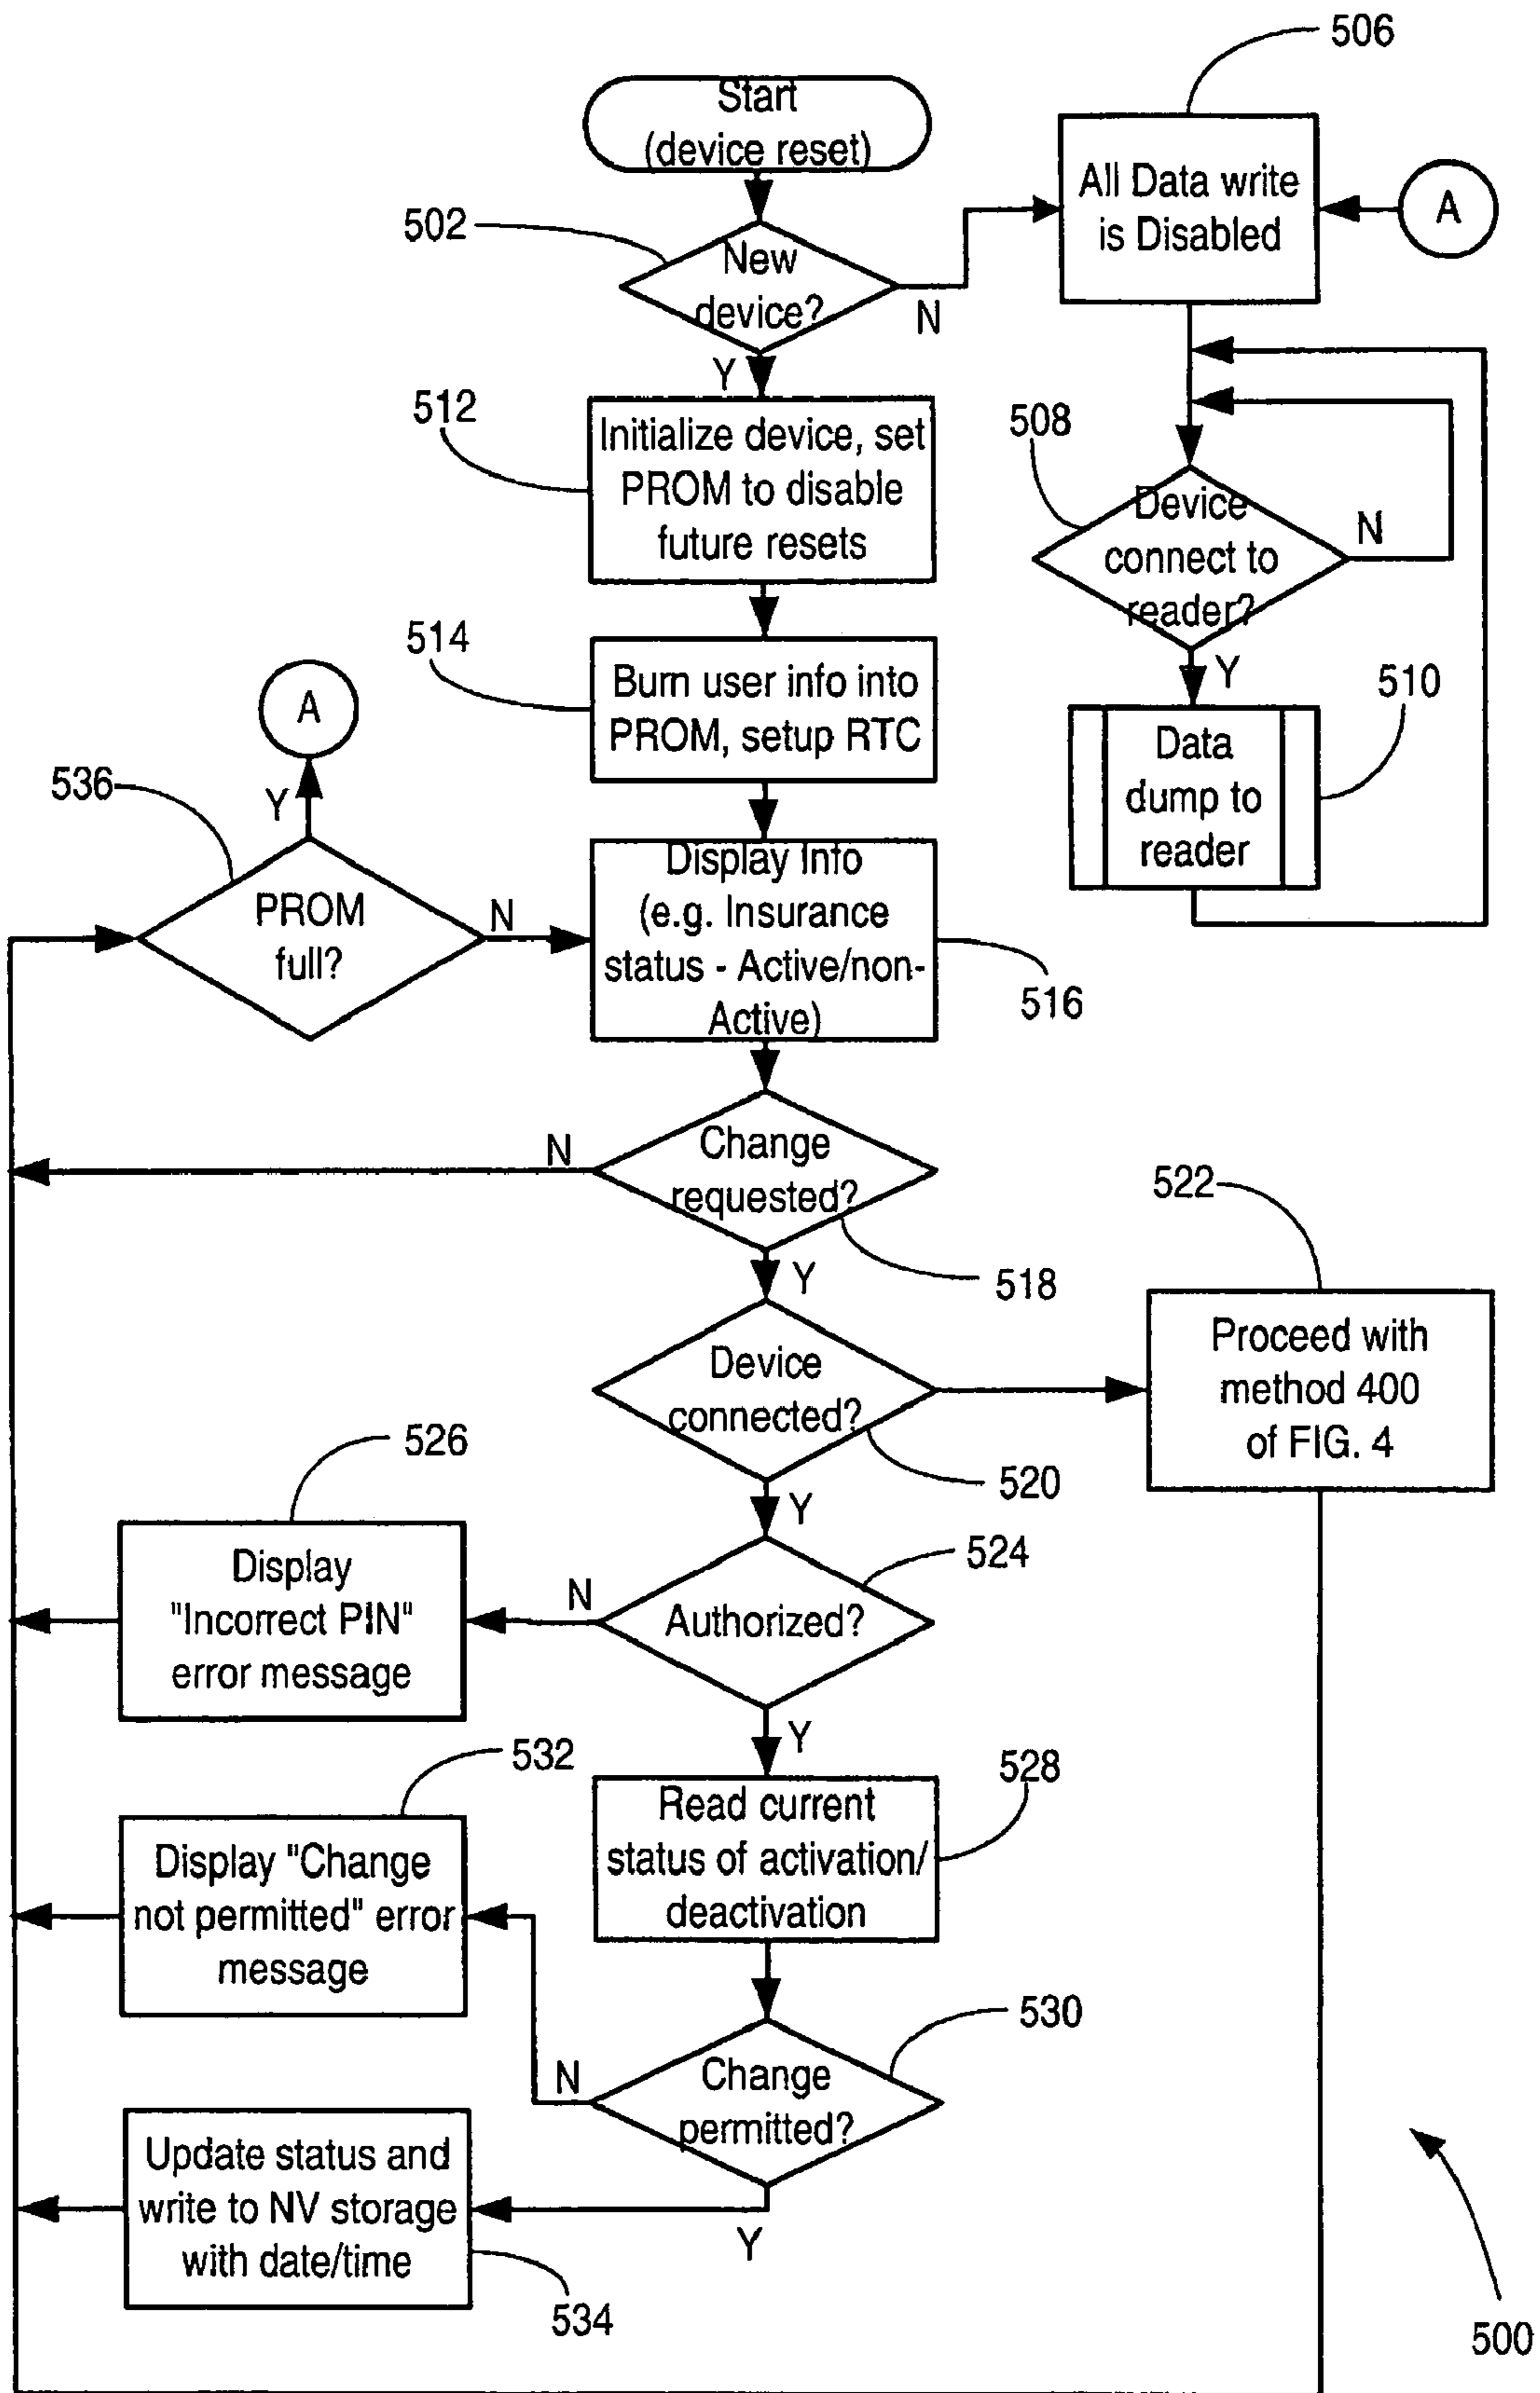 506
Start
(device reset)
All Data write
is Disabled
A
502
New
device?
N
Y
512
Initialize device, set
PROM to disable
future resets
508
Device
connect to
reader?
N
Y
514
Burn user info into
PROM, setup RTC
510
Data
dump to
reader
A
536
Y
PROM
full?
N
Display Info
(e.g. Insurance
status - Active/non-
Active)
516
N
Change
requested?
518
Y
522
Proceed with
method 400
of FIG. 4
Device
connected?
520
Y
526
Display
"Incorrect PIN"
error message
N
524
Authorized?
Y
532
Display "Change
not permitted" error
message
528
Read current
status of activation/
deactivation
530
N
Change
permitted?
Y
Update status and
write to NV storage
with date/time
534
500